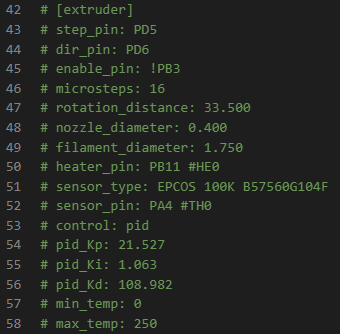 42 # [extruder]
43 # step_pin: PD5
44 # dir_pin: PD6
45 # enable_pin: !PB3
46 # microsteps: 16
47 # rotation_distance: 33.500
48 # nozzle_diameter: 0.400
49 # filament_diameter: 1.750
50 # heater_pin: PB11 #HE0
51 # sensor_type: EPCOS 100K B57560G104F
52 # sensor_pin: PA4 #TH0
53 # control: pid
54 # pid_Kp: 21.527
55 # pid_Ki: 1.063
56 # pid_Kd: 108.982
57 # min_temp: 0
58 # max_temp: 250